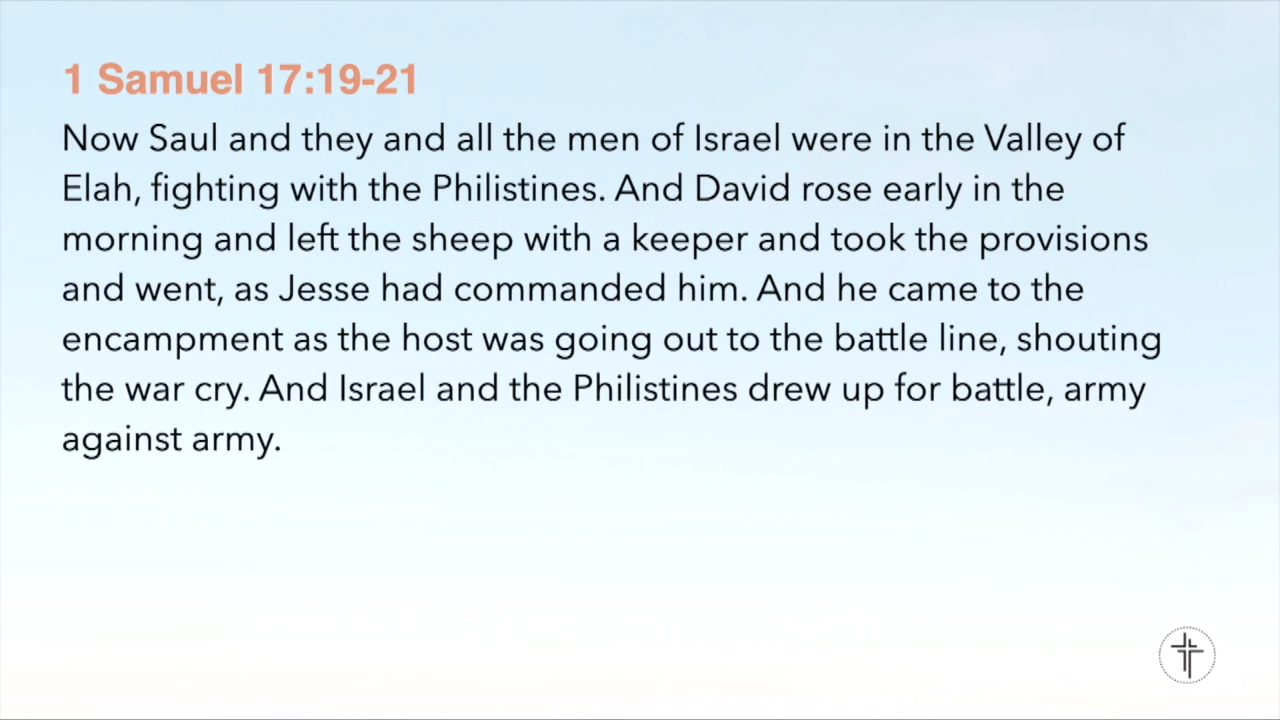 1 Samuel 17:19-21
Now Saul and they and all the men of Israel were in the Valley of
Elah, fighting with the Philistines. And David rose early in the
morning and left the sheep with a keeper and took the provisions
and went, as Jesse had commanded him. And he came to the
encampment as the host was going out to the battle line, shouting
the war cry. And Israel and the Philistines drew up for battle, army
against army.